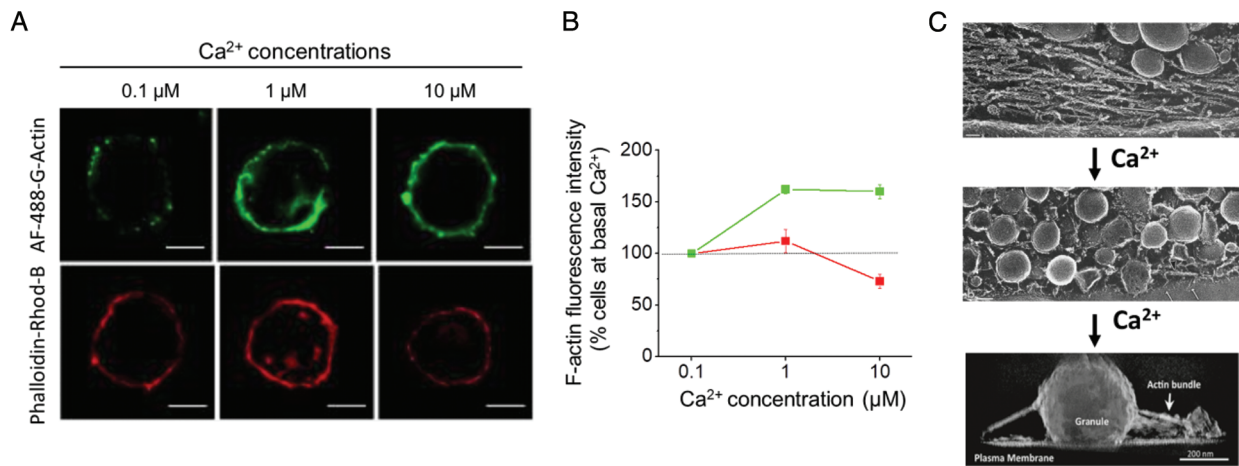 A
Ca²⁺ concentrations
0.1 µM 1 µM 10 µM
AF-488-G-Actin
Phalloidin-Rhod-B
B
F-actin fluorescence intensity
(% cells at basal Ca²⁺)
200
150
100
50
0
0.1 1 10
Ca²⁺ concentration (µM)
C
Ca²⁺
Ca²⁺
Actin bundle
Granule
Plasma Membrane
200 nm